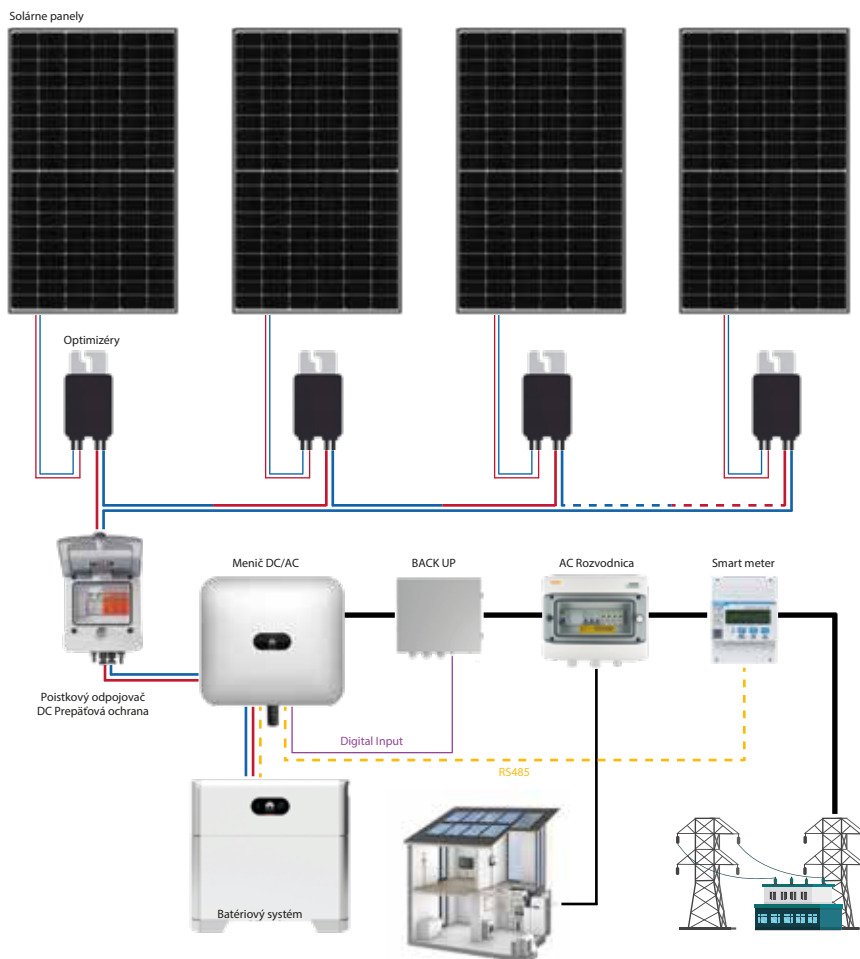 Solárne panely
Optimizéry
Menič DC/AC
BACK UP
AC Rozvodnica
Smart meter
Poistkový odpojovač
DC Prepäťová ochrana
Digital Input
RS485
Batériový systém